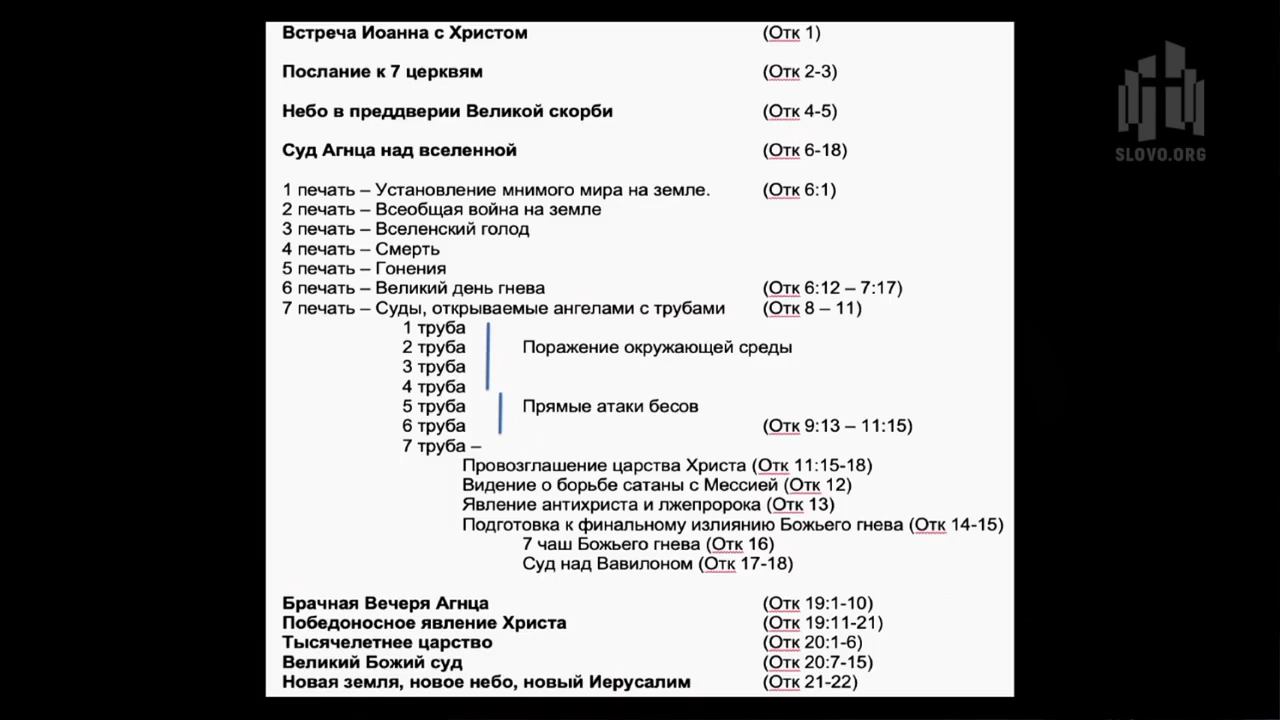 Встреча Иоанна с Христом (Отк 1)
Послание к 7 церквям (Отк 2-3)
Небо в преддверии Великой скорби (Отк 4-5)
Суд Агнца над вселенной (Отк 6-18)
1 печать – Установление мнимого мира на земле. (Отк 6:1)
2 печать – Всеобщая война на земле
3 печать – Вселенский голод
4 печать – Смерть
5 печать – Гонения
6 печать – Великий день гнева (Отк 6:12 – 7:17)
7 печать – Суды, открываемые ангелами с трубами (Отк 8 – 11)
1 труба
2 труба Поражение окружающей среды
3 труба
4 труба
5 труба Прямые атаки бесов
6 труба (Отк 9:13 – 11:15)
7 труба –
Провозглашение царства Христа (Отк 11:15-18)
Видение о борьбе сатаны с Мессией (Отк 12)
Явление антихриста и лжепророка (Отк 13)
Подготовка к финальному излиянию Божьего гнева (Отк 14-15)
7 чаш Божьего гнева (Отк 16)
Суд над Вавилоном (Отк 17-18)
Брачная Вечеря Агнца (Отк 19:1-10)
Победоносное явление Христа (Отк 19:11-21)
Тысячелетнее царство (Отк 20:1-6)
Великий Божий суд (Отк 20:7-15)
Новая земля, новое небо, новый Иерусалим (Отк 21-22)
SLOVO.ORG